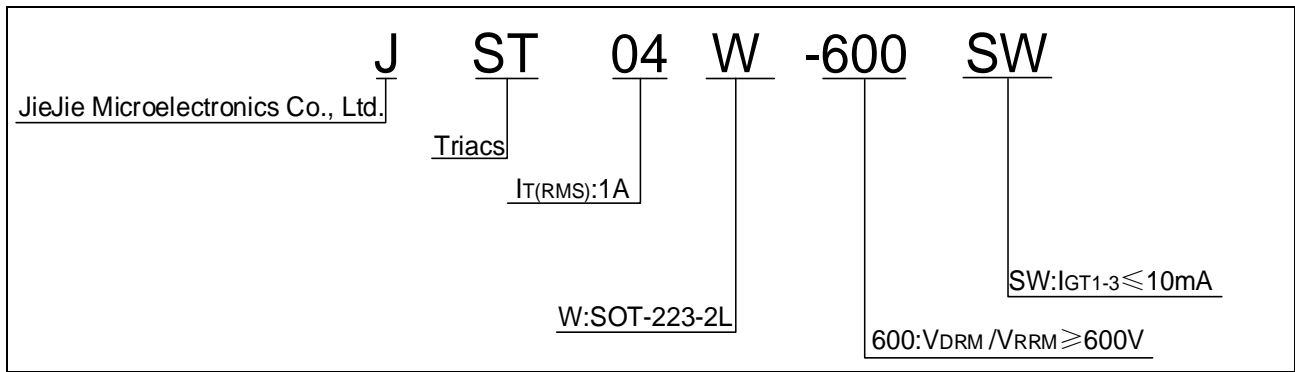 J ST 04 W -600 SW
JieJie Microelectronics Co., Ltd.
Triacs
IT(RMS):1A
SW:IGT1-3≤10mA
W:SOT-223-2L
600:VDRM /VRRM≥600V